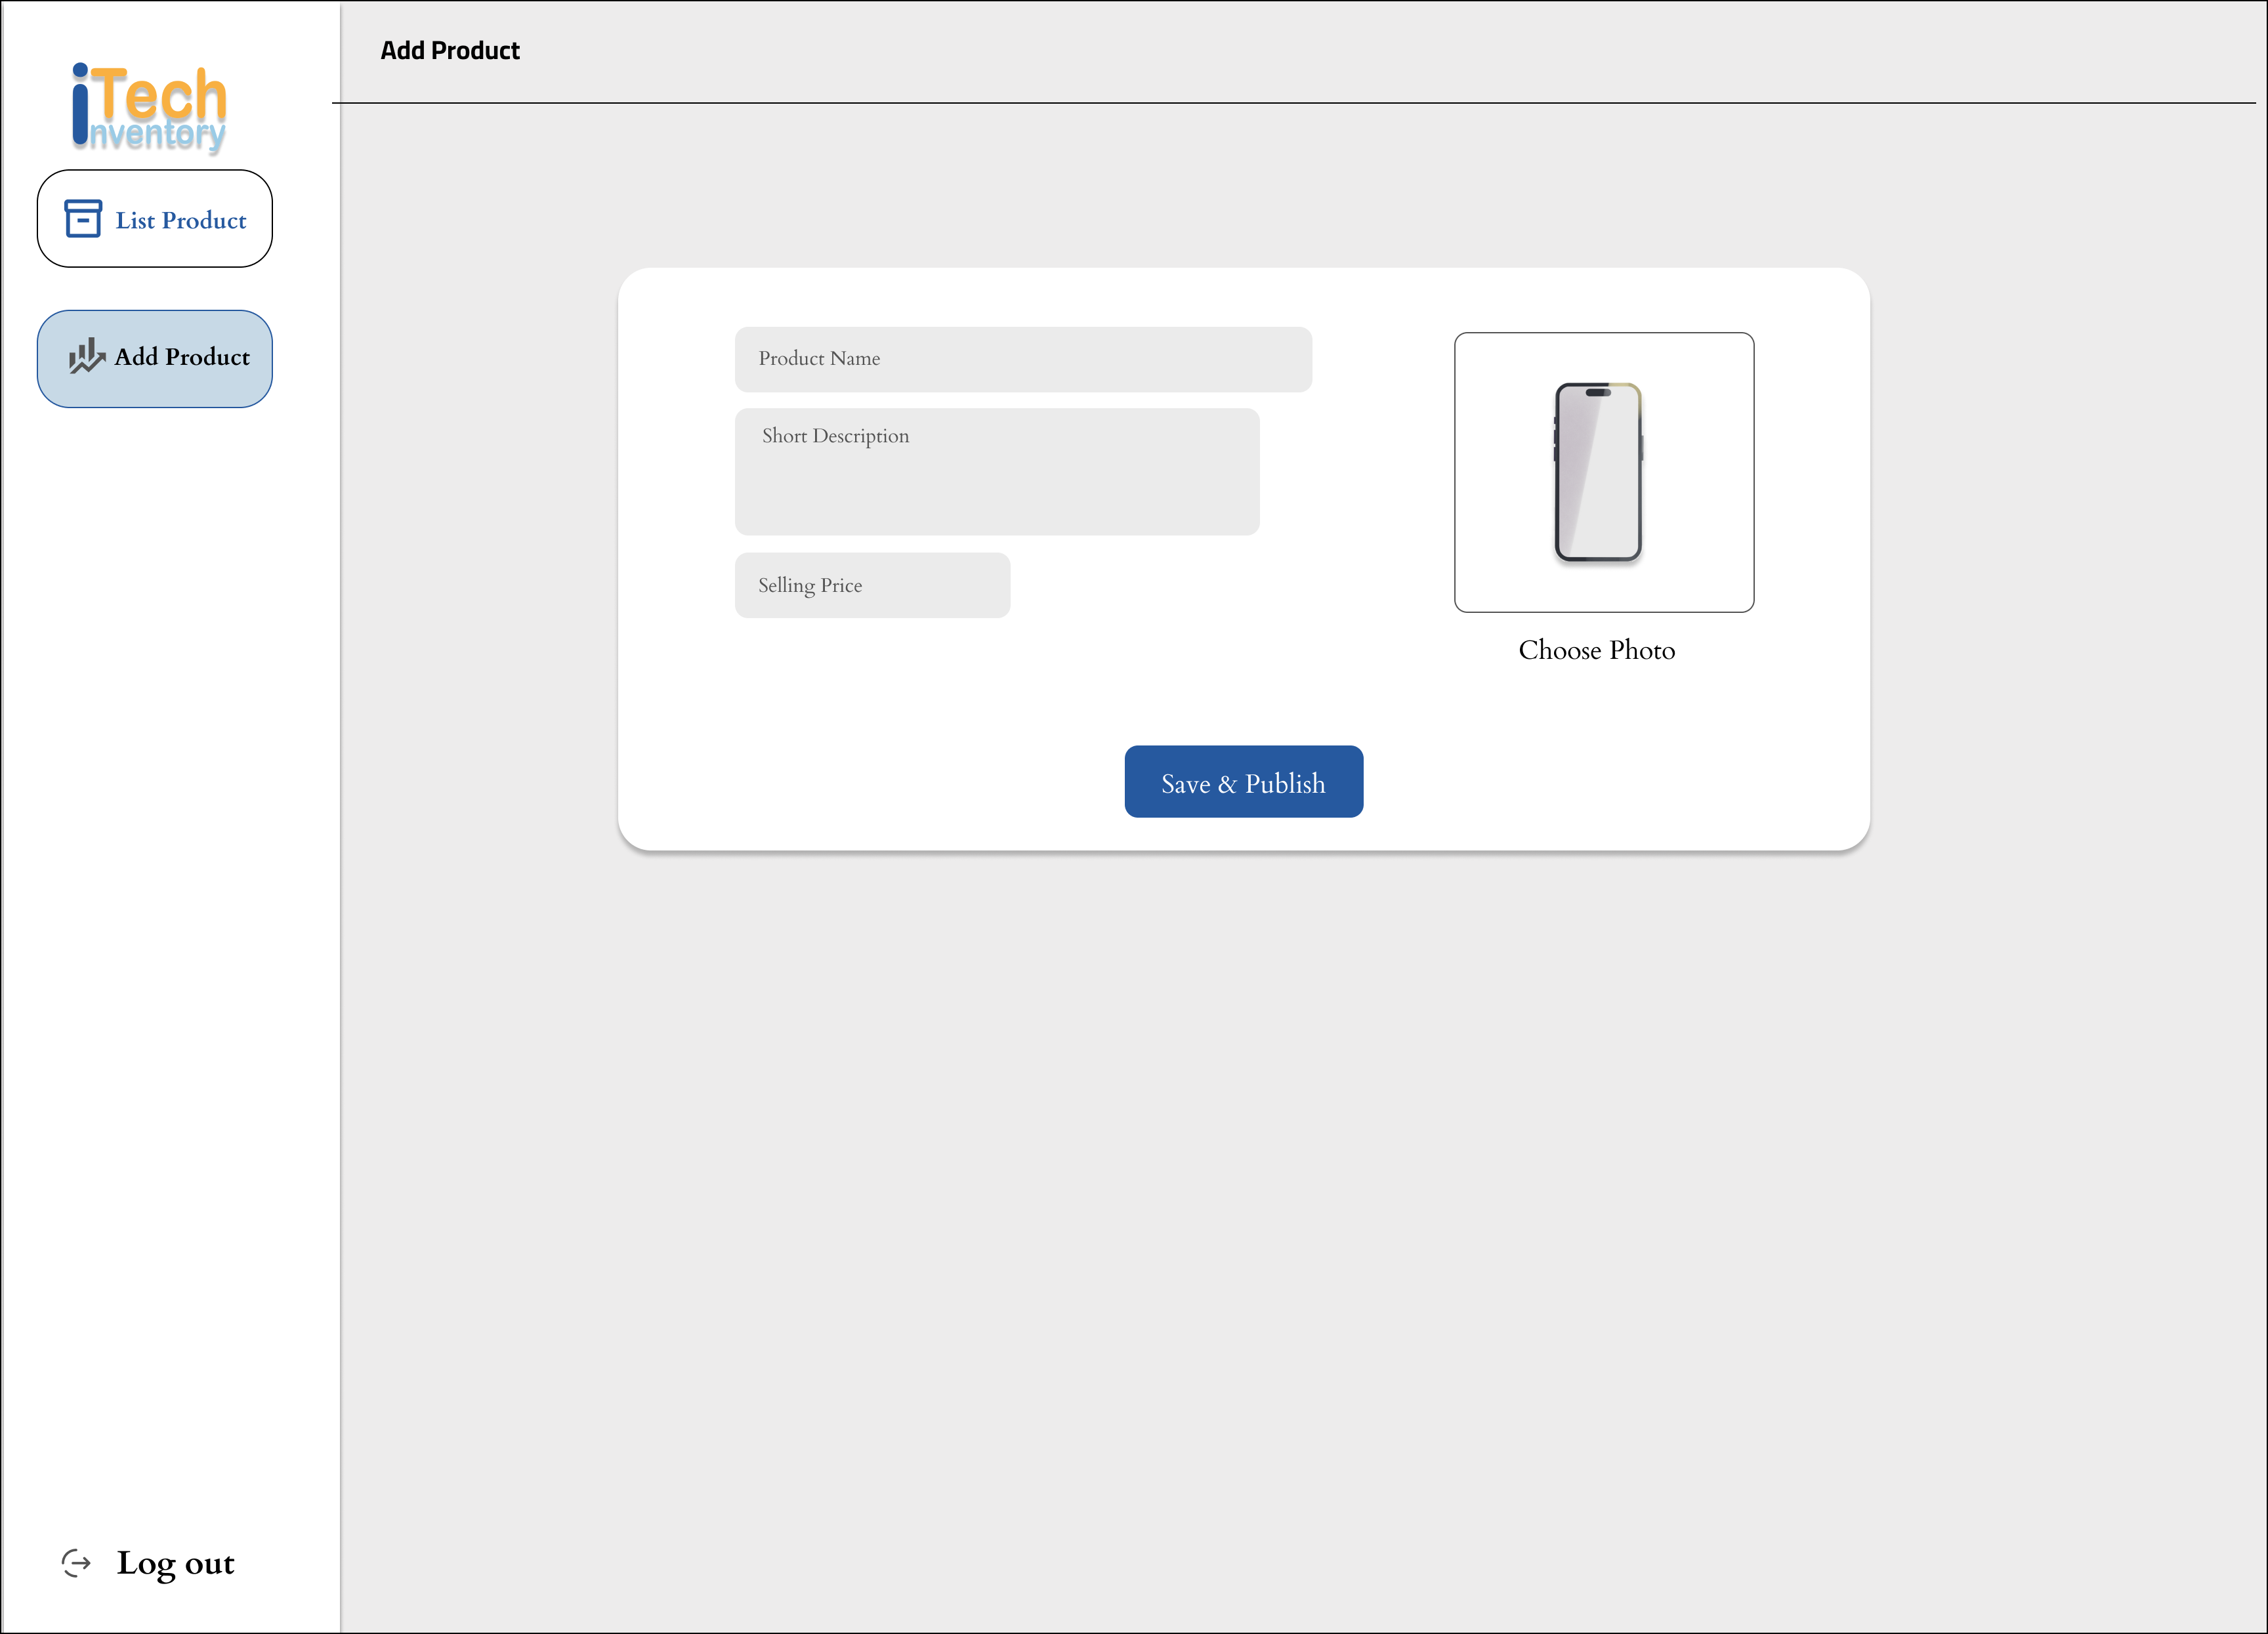 iTech
inventory
List Product
Add Product
Log out
Add Product
Product Name
Short Description
Selling Price
Choose Photo
Save & Publish